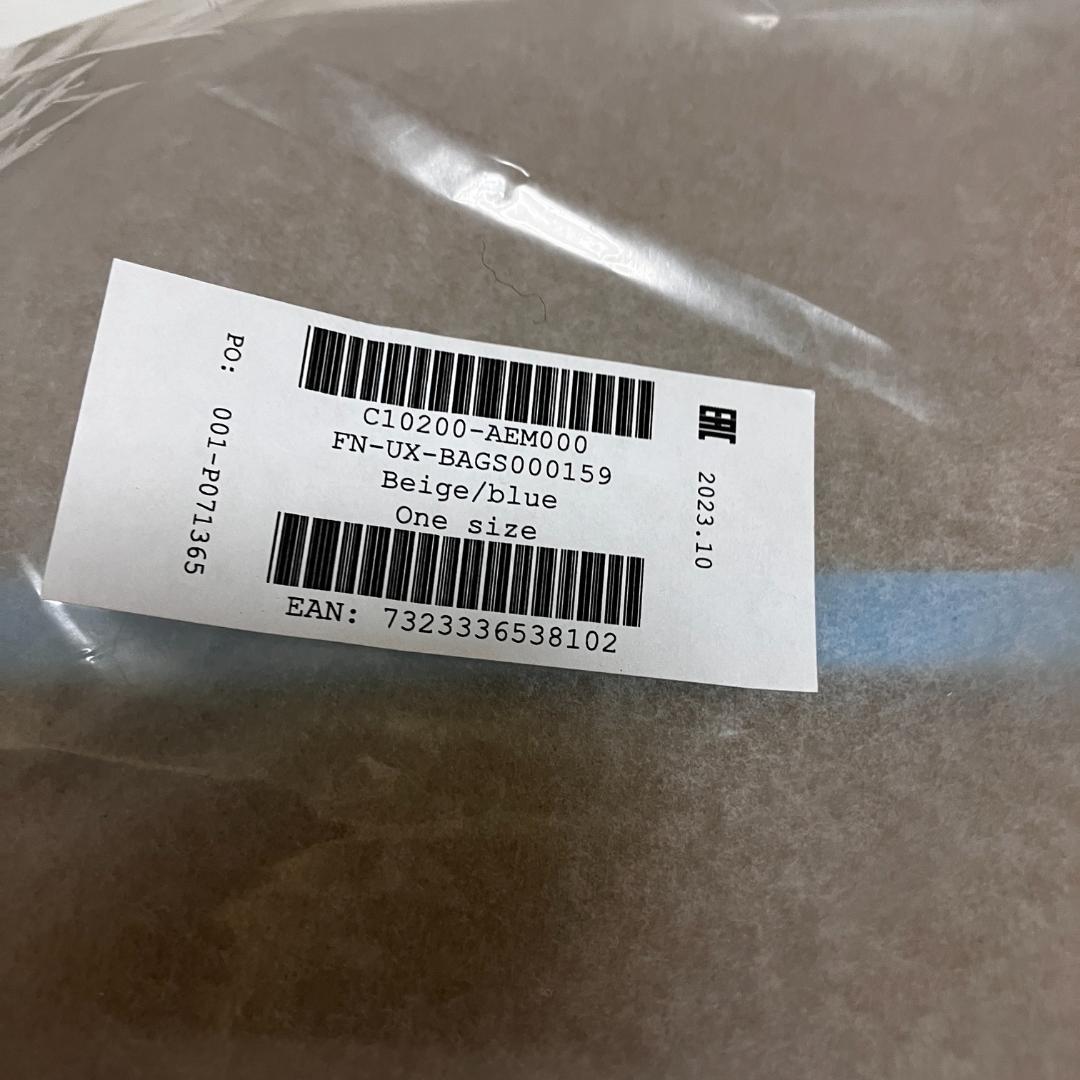 C10200-AEM000
FN-UX-BAGS000159
Beige/blue
One size
EAN: 7323336538102
PO: 001-P071365
EAC 2023.10